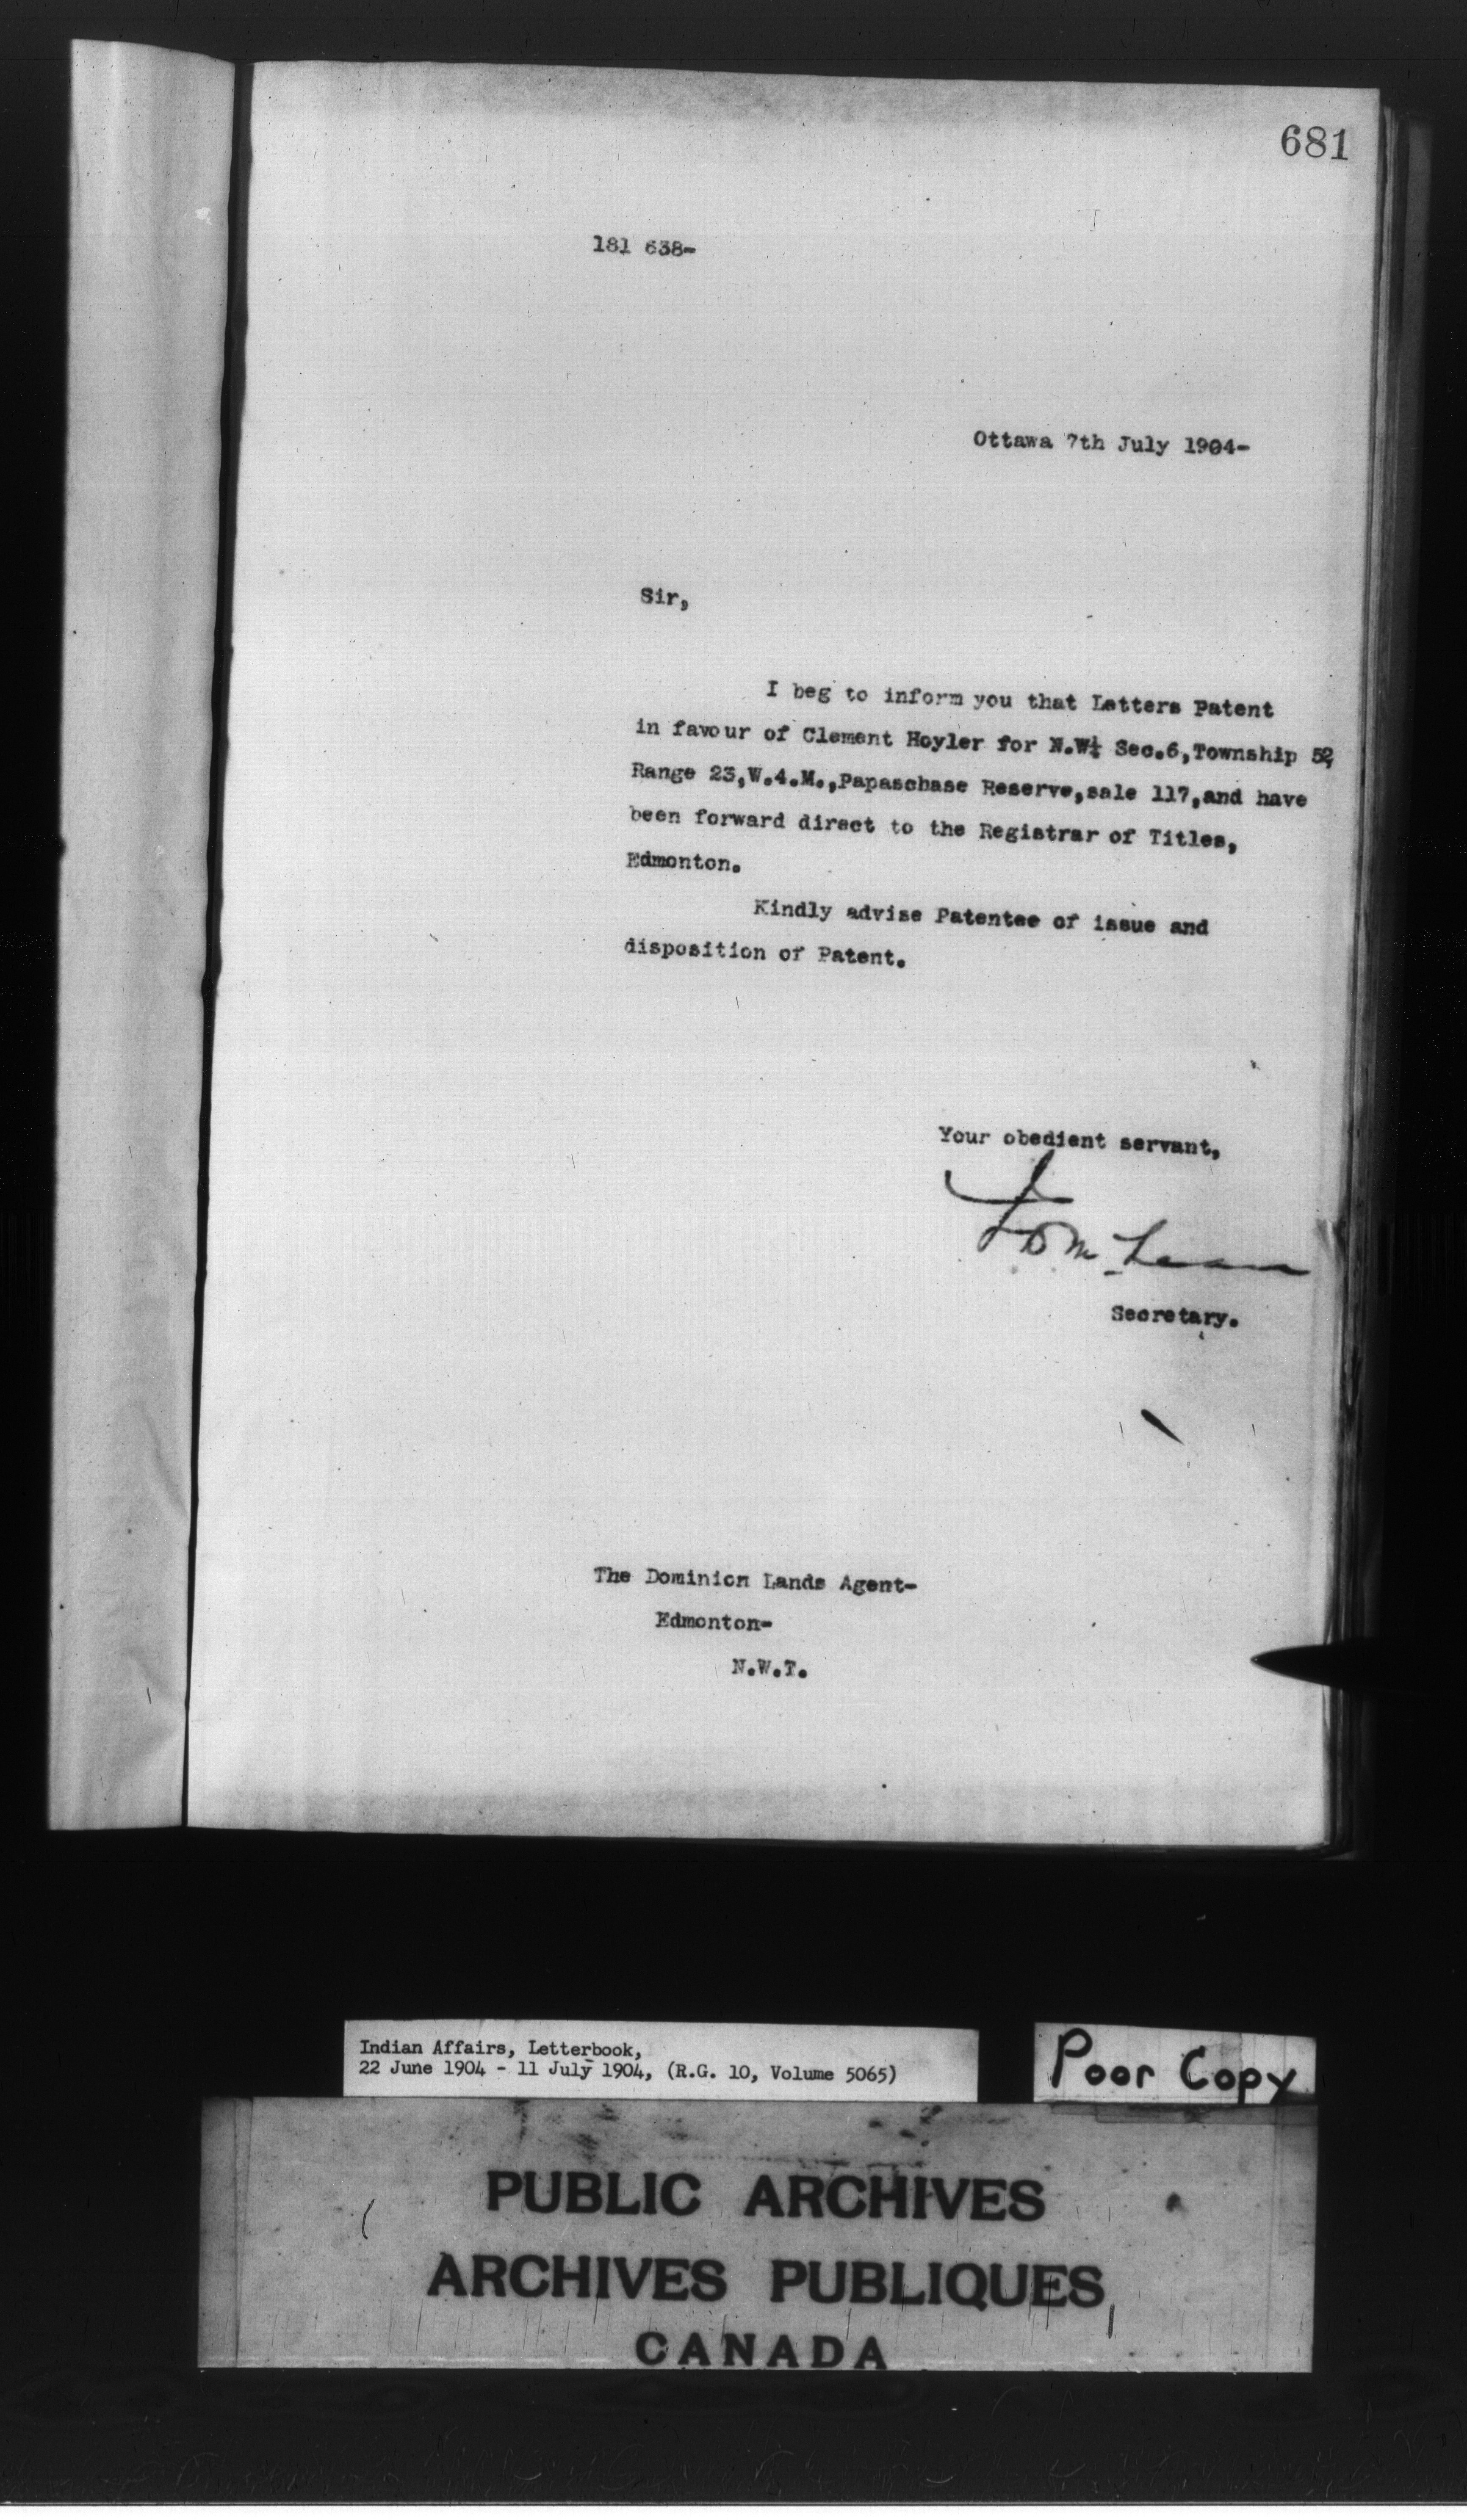 681
181 638-
Ottawa 7th July 1904-
Sir,
I beg to inform you that Letters Patent
in favour of Clement Hoyler for N.W¼ Sec.6,Township 52,
Range 23,W.4.M.,Papaschase Reserve,sale 117,and have
been forward direct to the Registrar of Titles,
Edmonton.
Kindly advise Patentee of issue and
disposition of Patent.
Your obedient servant,
Secretary.
The Dominion Lands Agent-
Edmonton-
N.W.T.
Indian Affairs, Letterbook,
22 June 1904 - 11 July 1904, (R.G. 10, Volume 5065)
Poor Copy
PUBLIC ARCHIVES
ARCHIVES PUBLIQUES
CANADA